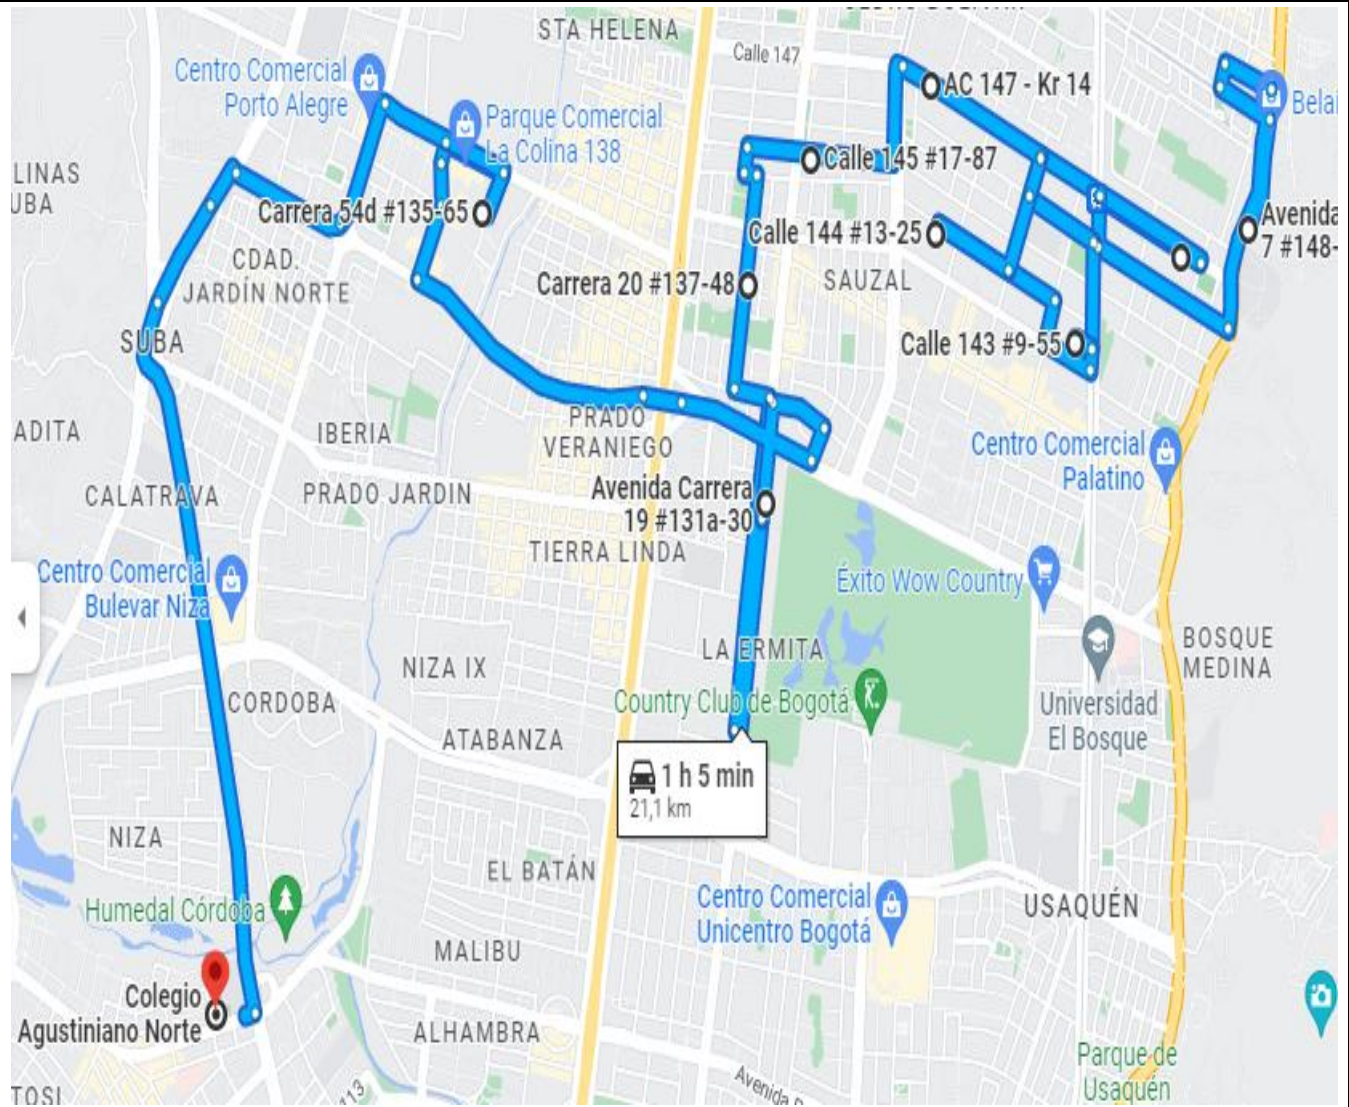 STA HELENA
Calle 147
Centro Comercial
Porto Alegre
AC 147 - Kr 14
Belai
Parque Comercial
La Colina 138
LINAS
UBA
Calle 145 #17-87
Carrera 54d #135-65
Calle 144 #13-25
Avenida
7 #148-
CDAD.
JARDÍN NORTE
Carrera 20 #137-48
SAUZAL
SUBA
Calle 143 #9-55
ADITA
IBERIA
PRADO
VERANIEGO
Centro Comercial
Palatino
CALATRAVA
PRADO JARDIN
Avenida Carrera
19 #131a-30
TIERRA LINDA
Centro Comercial
Bulevar Niza
Éxito Wow Country
LA ERMITA
BOSQUE
MEDINA
NIZA IX
CORDOBA
Country Club de Bogotá
Universidad
El Bosque
ATABANZA
1 h 5 min
21,1 km
NIZA
EL BATÁN
Humedal Córdoba
Centro Comercial
Unicentro Bogotá
USAQUÉN
MALIBU
Colegio
Agustiniano Norte
ALHAMBRA
Parque de
Usaquén
TOSI
113
Avenida